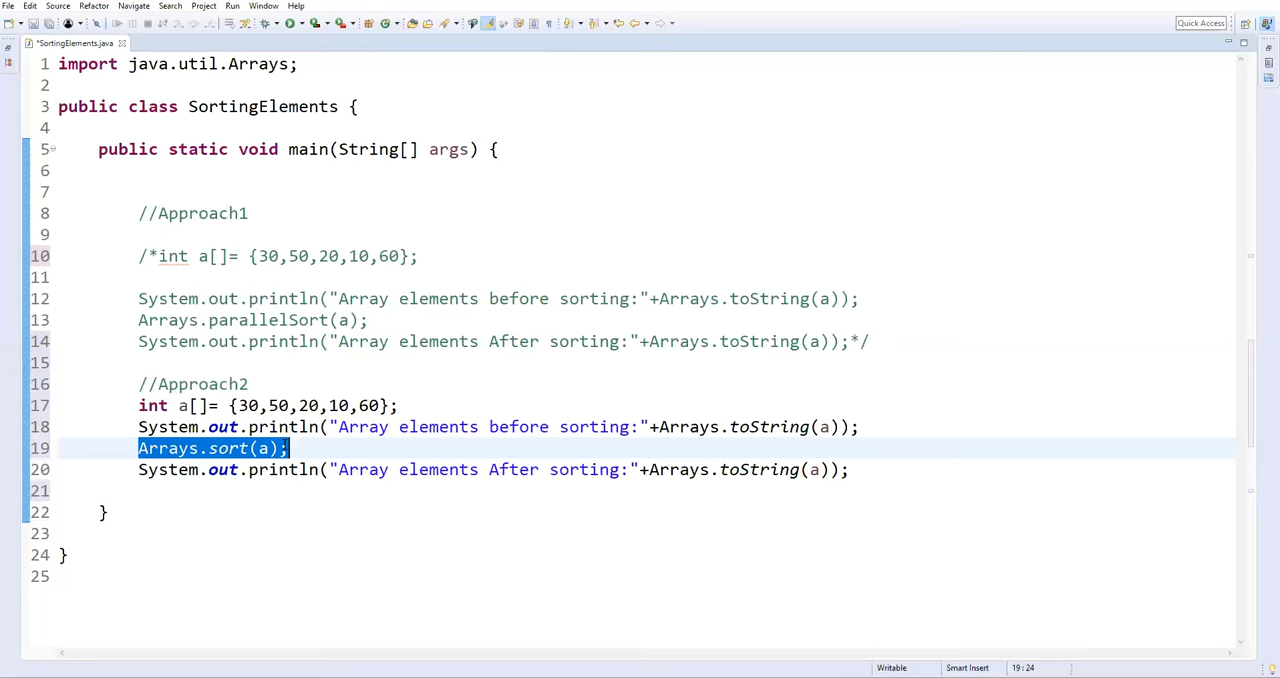 File Edit Source Refactor Navigate Search Project Run Window Help
Quick Access
*SortingElements.java
1 import java.util.Arrays;
2
3 public class SortingElements {
4
5 public static void main(String[] args) {
6
7
8 //Approach1
9
10 /*int a[]= {30,50,20,10,60};
11
12 System.out.println("Array elements before sorting:"+Arrays.toString(a));
13 Arrays.parallelSort(a);
14 System.out.println("Array elements After sorting:"+Arrays.toString(a));*/
15
16 //Approach2
17 int a[]= {30,50,20,10,60};
18 System.out.println("Array elements before sorting:"+Arrays.toString(a));
19 Arrays.sort(a);
20 System.out.println("Array elements After sorting:"+Arrays.toString(a));
21
22 }
23
24 }
25
Writable Smart Insert 19:24